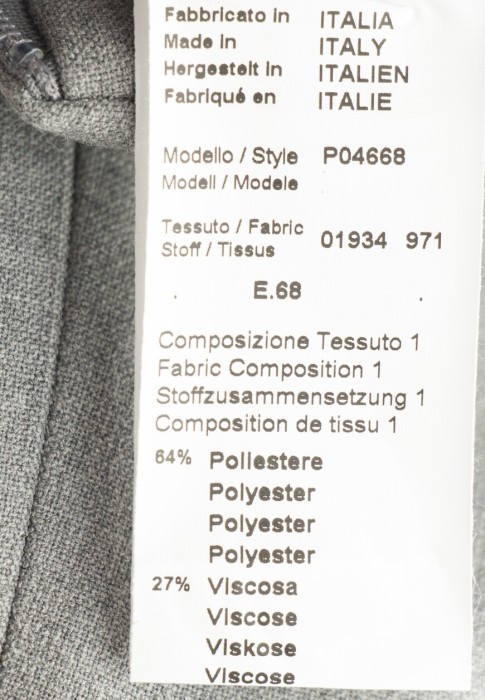 Fabbricato in ITALIA
Made in ITALY
Hergestelt in ITALIEN
Fabriqué en ITALIE
Modello / Style P04668
Modell / Modele
Tessuto / Fabric 01934 971
Stoff / Tissus
E.68
Composizione Tessuto 1
Fabric Composition 1
Stoffzusammensetzung 1
Composition de tissu 1
64% Poliestere
Polyester
Polyester
Polyester
27% Viscosa
Viscose
Viskose
Viscose